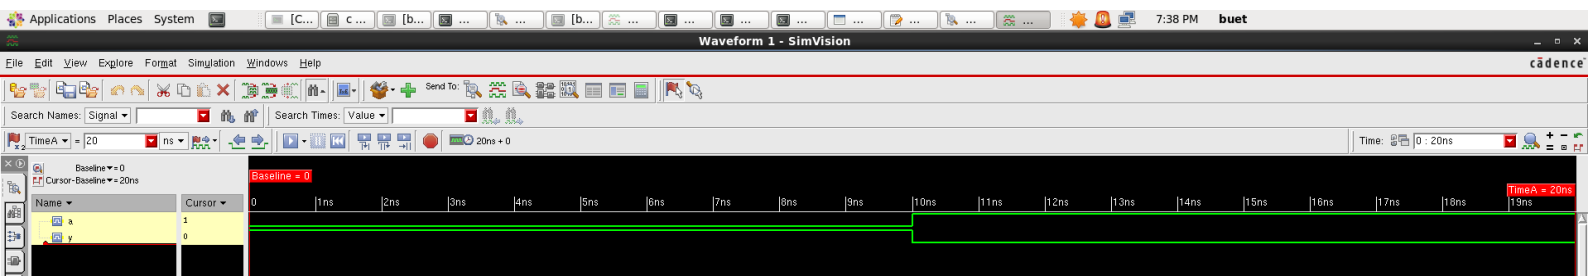 Applications Places System [C... c ... [b... ... ... [b... ... ... ... ... ... ... ... ... 7:38 PM buet
Waveform 1 - SimVision
File Edit View Explore Format Simulation Windows Help cādence
Send To:
Search Names: Signal Search Times: Value
TimeA = 20 ns x2 20ns + 0 Time: 0 : 20ns
Baseline = 0
Cursor-Baseline = 20ns
Baseline = 0
TimeA = 20ns
Name Cursor 0 1ns 2ns 3ns 4ns 5ns 6ns 7ns 8ns 9ns 10ns 11ns 12ns 13ns 14ns 15ns 16ns 17ns 18ns 19ns
a 1
y 0